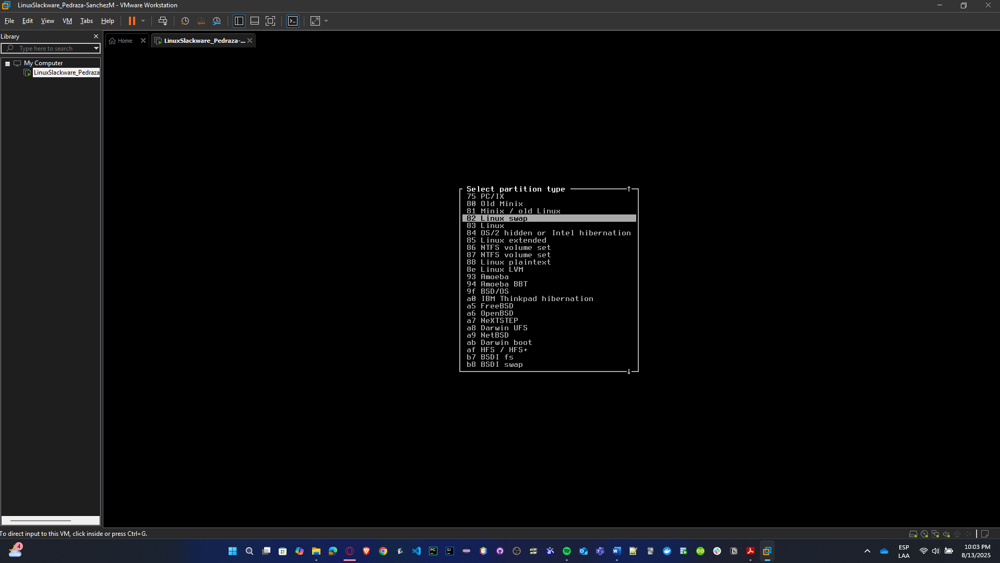 LinuxSlackware_Pedraza-SanchezM - VMware Workstation
File Edit View VM Tabs Help
Library
Type here to search
My Computer
LinuxSlackware_Pedraza
Home
LinuxSlackware_Pedraza-...
Select partition type
75 PC/IX
80 Old Minix
81 Minix / old Linux
82 Linux swap
83 Linux
84 OS/2 hidden or Intel hibernation
85 Linux extended
86 NTFS volume set
87 NTFS volume set
88 Linux plaintext
8e Linux LVM
93 Amoeba
94 Amoeba BBT
9f BSD/OS
a0 IBM Thinkpad hibernation
a5 FreeBSD
a6 OpenBSD
a7 NeXTSTEP
a8 Darwin UFS
a9 NetBSD
ab Darwin boot
af HFS / HFS+
b7 BSDI fs
b8 BSDI swap
To direct input to this VM, click inside or press Ctrl+G.
4
ESP
LAA
10:03 PM
8/13/2025